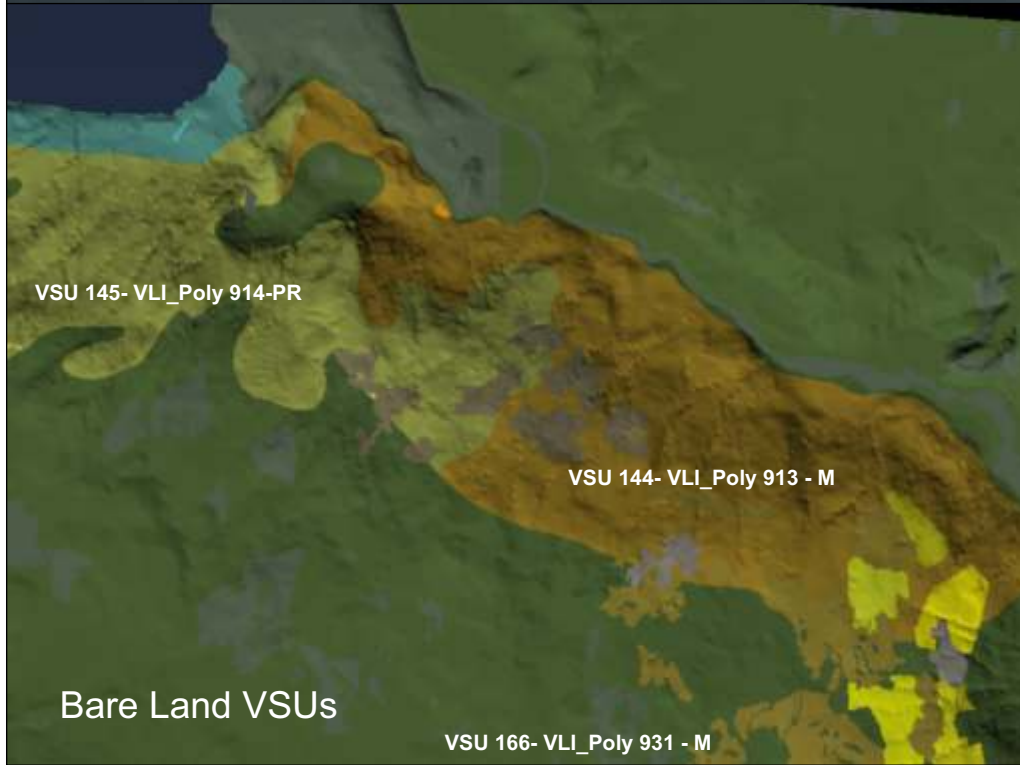 VSU 145- VLI_Poly 914-PR
VSU 144- VLI_Poly 913 - M
Bare Land VSUs
VSU 166- VLI_Poly 931 - M